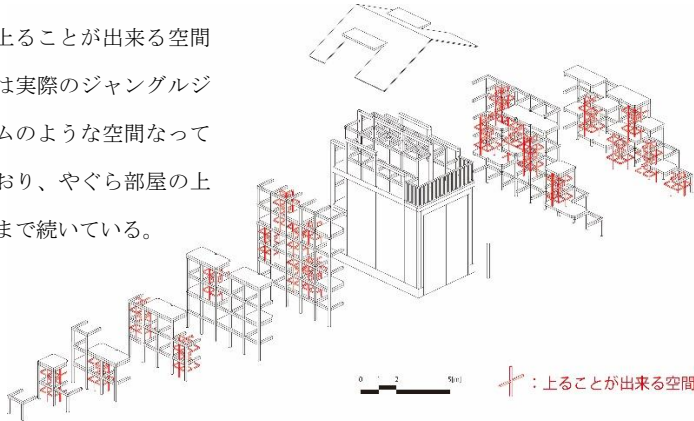 上ることが出来る空間
は実際のジャングルジ
ムのような空間なって
おり、やぐら部屋の上
まで続いている。
0 1 2 5[m]
：上ることが出来る空間